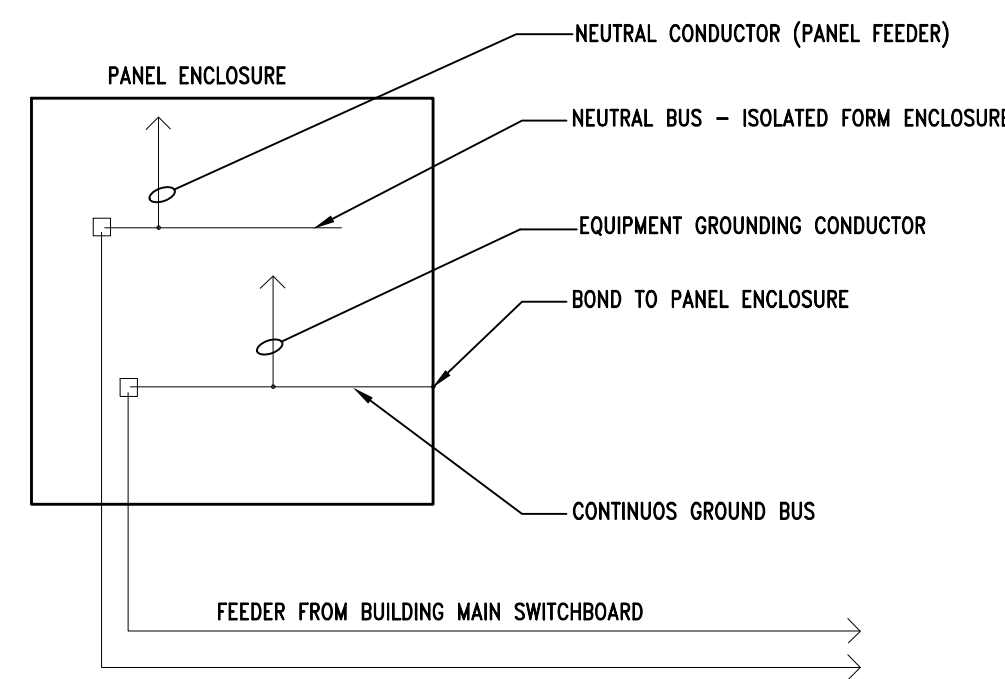 NEUTRAL CONDUCTOR (PANEL FEEDER)
PANEL ENCLOSURE
NEUTRAL BUS - ISOLATED FORM ENCLOSURE
EQUIPMENT GROUNDING CONDUCTOR
BOND TO PANEL ENCLOSURE
CONTINUOS GROUND BUS
FEEDER FROM BUILDING MAIN SWITCHBOARD